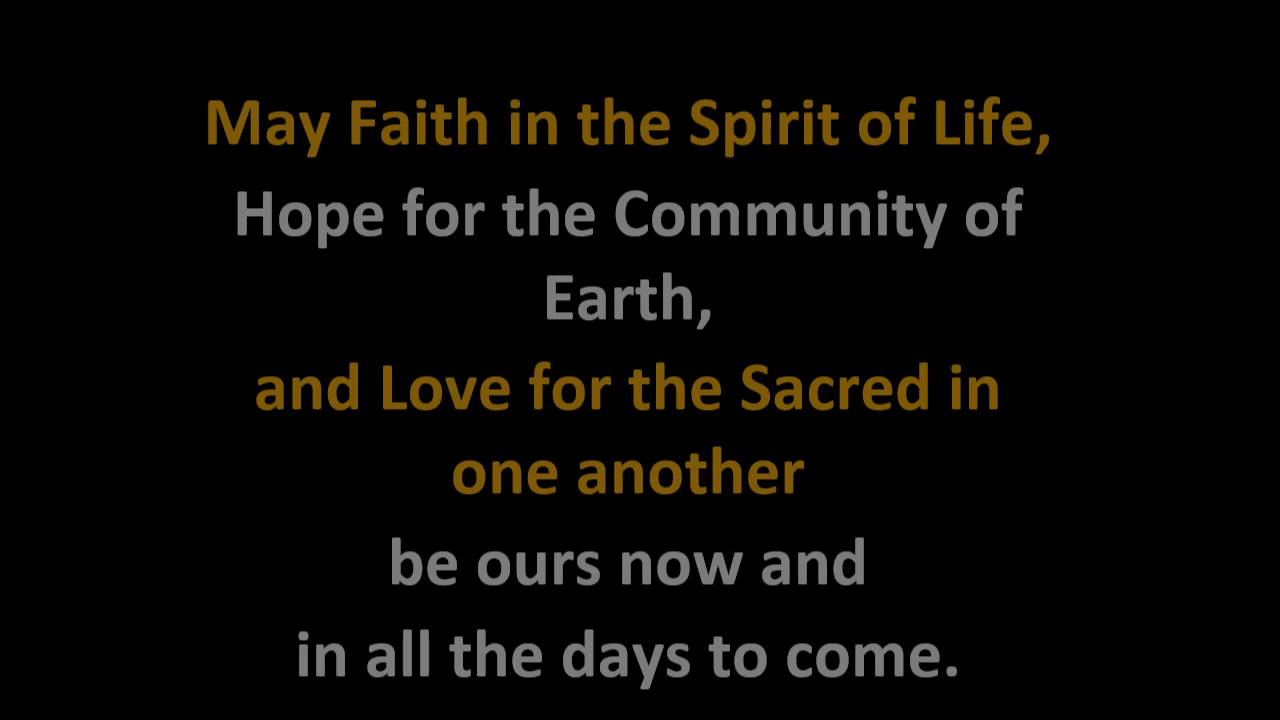 May Faith in the Spirit of Life,
Hope for the Community of
Earth,
and Love for the Sacred in
one another
be ours now and
in all the days to come.